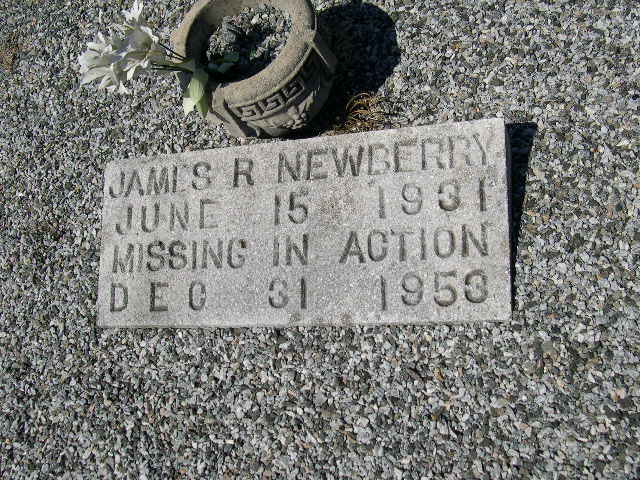 JAMES R NEWBERRY
JUNE 15 1931
MISSING IN ACTION
DEC 31 1953